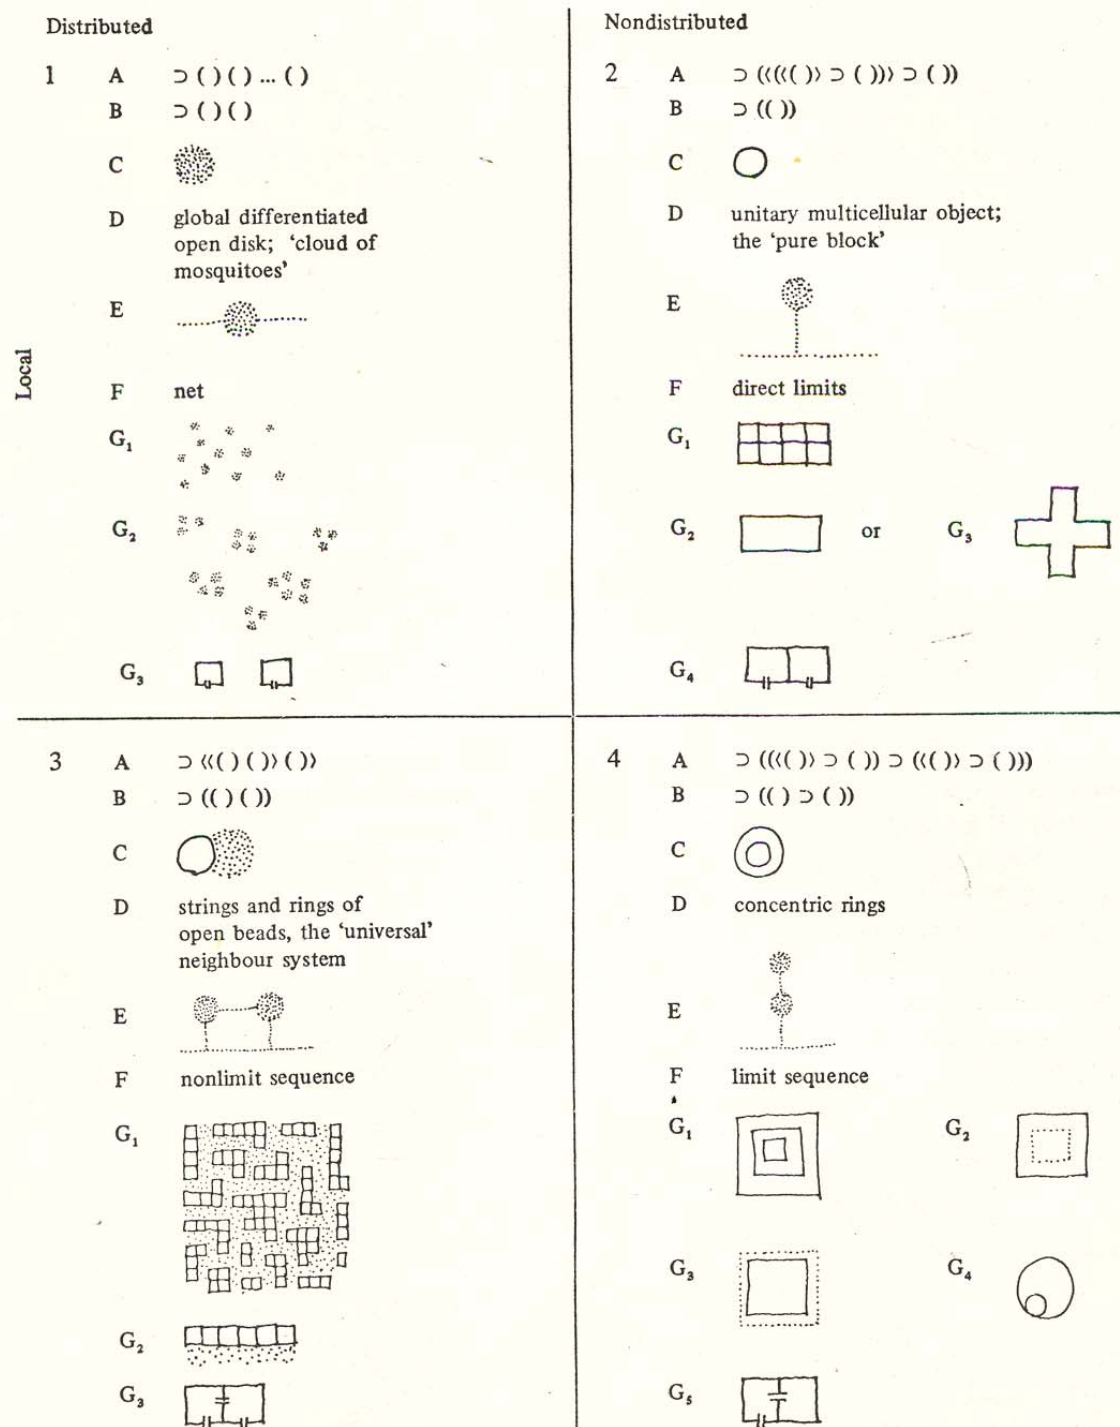 Distributed
1 A ⊃ ( ) ( ) ... ( )
B ⊃ ( ) ( )
C
D global differentiated
open disk; ‘cloud of
mosquitoes’
E
F net
G₁
G₂
G₃
Nondistributed
2 A ⊃ (⟨(⟨( )⟩ ⊃ ( ))⟩ ⊃ ( ))
B ⊃ (( ))
C
D unitary multicellular object;
the ‘pure block’
E
F direct limits
G₁
G₂ or G₃
G₄
Local
3 A ⊃ ⟨⟨( ) ( )⟩ ( )⟩
B ⊃ (( ) ( ))
C
D strings and rings of
open beads, the ‘universal’
neighbour system
E
F nonlimit sequence
G₁
G₂
G₃
4 A ⊃ ((⟨( )⟩ ⊃ ( )) ⊃ (⟨( )⟩ ⊃ ( )))
B ⊃ (( ) ⊃ ( ))
C
D concentric rings
E
F limit sequence
G₁ G₂
G₃ G₄
G₅